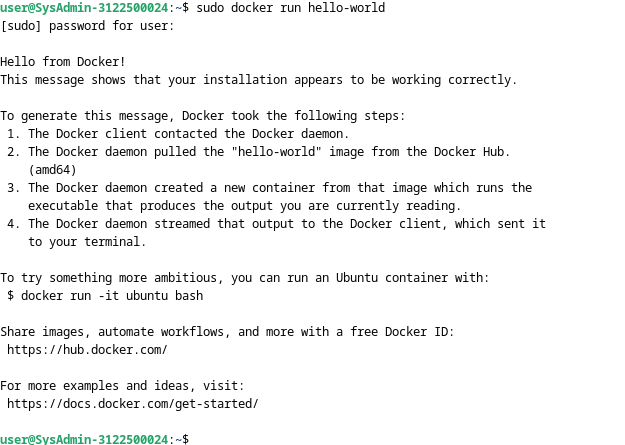 user@SysAdmin-3122500024:~$ sudo docker run hello-world
[sudo] password for user:

Hello from Docker!
This message shows that your installation appears to be working correctly.

To generate this message, Docker took the following steps:
 1. The Docker client contacted the Docker daemon.
 2. The Docker daemon pulled the "hello-world" image from the Docker Hub.
    (amd64)
 3. The Docker daemon created a new container from that image which runs the
    executable that produces the output you are currently reading.
 4. The Docker daemon streamed that output to the Docker client, which sent it
    to your terminal.

To try something more ambitious, you can run an Ubuntu container with:
 $ docker run -it ubuntu bash

Share images, automate workflows, and more with a free Docker ID:
 https://hub.docker.com/

For more examples and ideas, visit:
 https://docs.docker.com/get-started/

user@SysAdmin-3122500024:~$